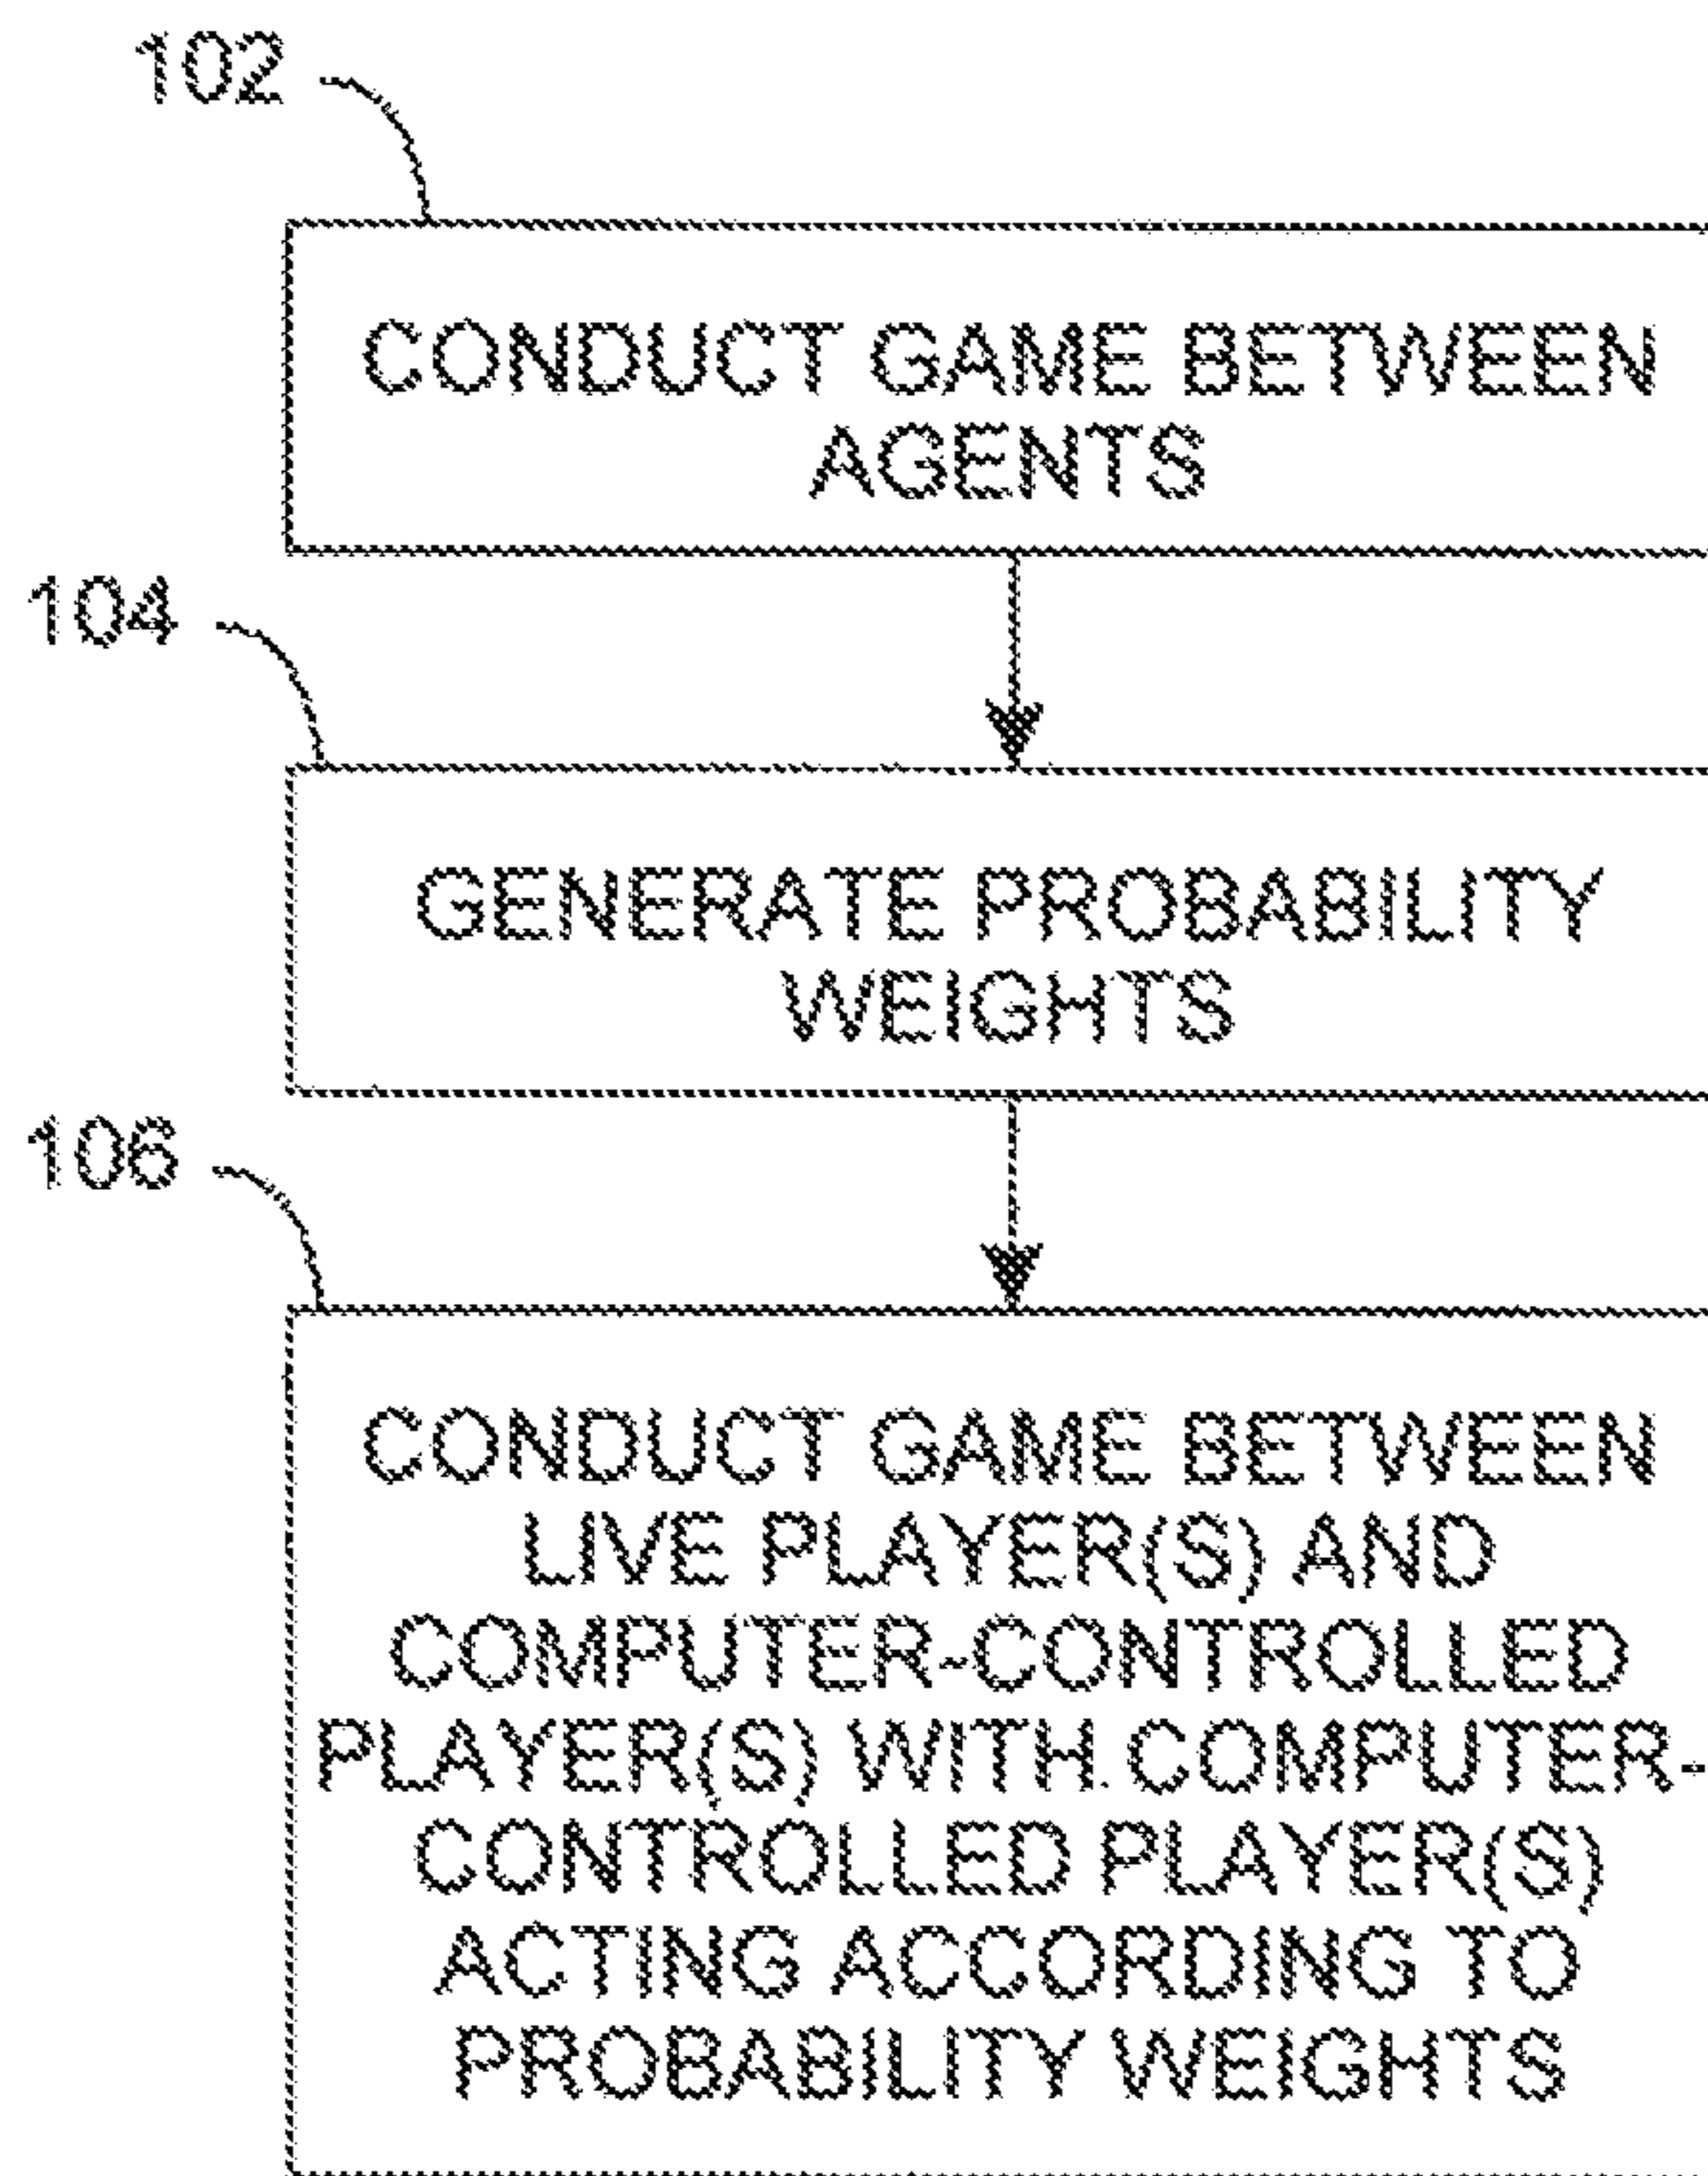 102
CONDUCT GAME BETWEEN
AGENTS
104
GENERATE PROBABILITY
WEIGHTS
106
CONDUCT GAME BETWEEN
LIVE PLAYER(S) AND
COMPUTER-CONTROLLED
PLAYER(S) WITH COMPUTER-
CONTROLLED PLAYER(S)
ACTING ACCORDING TO
PROBABILITY WEIGHTS